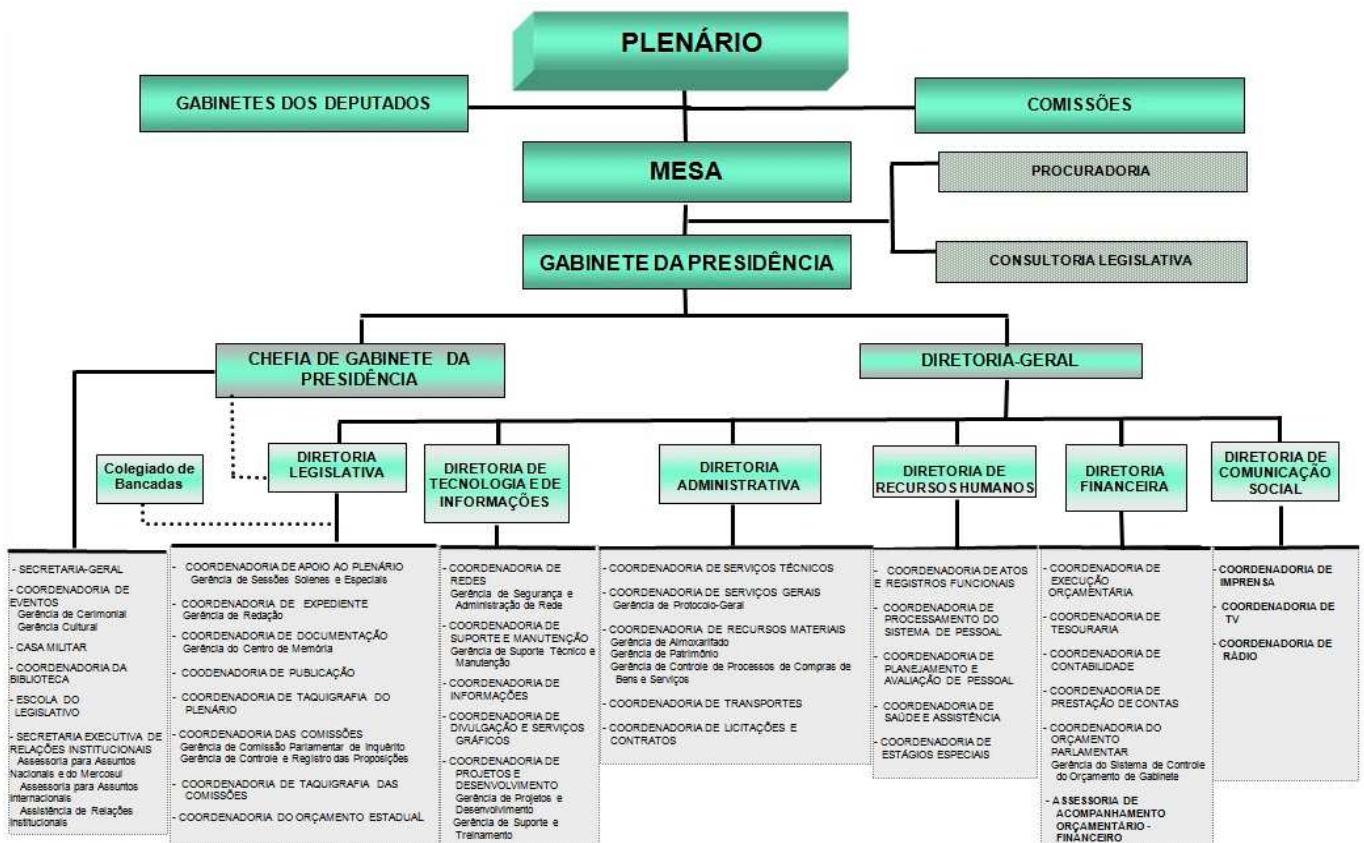 PLENÁRIO
GABINETES DOS DEPUTADOS
COMISSÕES
MESA
PROCURADORIA
GABINETE DA PRESIDÊNCIA
CONSULTORIA LEGISLATIVA
CHEFIA DE GABINETE DA
PRESIDÊNCIA
DIRETORIA-GERAL
Colegiado de
Bancadas
DIRETORIA
LEGISLATIVA
DIRETORIA DE
TECNOLOGIA E DE
INFORMAÇÕES
DIRETORIA
ADMINISTRATIVA
DIRETORIA DE
RECURSOS HUMANOS
DIRETORIA
FINANCEIRA
DIRETORIA DE
COMUNICAÇÃO
SOCIAL
- SECRETARIA-GERAL
- COORDENADORIA DE
EVENTOS
Gerência de Cerimonial
Gerência Cultural
- CASA MILITAR
- COORDENADORIA DA
BIBLIOTECA
- ESCOLA DO
LEGISLATIVO
- SECRETARIA EXECUTIVA DE
RELAÇÕES INSTITUCIONAIS
Assessoria para Assuntos
Nacionais e do Mercosul
Assessoria para Assuntos
Internacionais
Assistência de Relações
Institucionais
- COORDENADORIA DE APOIO AO PLENÁRIO
Gerência de Sessões Solenes e Especiais
- COORDENADORIA DE EXPEDIENTE
Gerência de Redação
- COORDENADORIA DE DOCUMENTAÇÃO
Gerência do Centro de Memória
- COODENADORIA DE PUBLICAÇÃO
- COORDENADORIA DE TAQUIGRAFIA DO
PLENÁRIO
- COORDENADORIA DAS COMISSÕES
Gerência de Comissão Parlamentar de Inquérito
Gerência de Controle e Registro das Proposições
- COORDENADORIA DE TAQUIGRAFIA DAS
COMISSÕES
- COORDENADORIA DO ORÇAMENTO ESTADUAL
- COORDENADORIA DE
REDES
Gerência de Segurança e
Administração de Rede
- COORDENADORIA DE
SUPORTE E MANUTENÇÃO
Gerência de Suporte Técnico e
Manutenção
- COORDENADORIA DE
INFORMAÇÕES
- COORDENADORIA DE
DIVULGAÇÃO E SERVIÇOS
GRÁFICOS
- COORDENADORIA DE
PROJETOS E
DESENVOLVIMENTO
Gerência de Projetos e
Desenvolvimento
Gerência de Suporte e
Treinamento
- COORDENADORIA DE SERVIÇOS TÉCNICOS
- COORDENADORIA DE SERVIÇOS GERAIS
Gerência de Protocolo-Geral
- COORDENADORIA DE RECURSOS MATERIAIS
Gerência de Almoxarifado
Gerência de Patrimônio
Gerência de Controle de Processos de Compras de
Bens e Serviços
- COORDENADORIA DE TRANSPORTES
- COORDENADORIA DE LICITAÇÕES E
CONTRATOS
- COORDENADORIA DE ATOS
E REGISTROS FUNCIONAIS
- COORDENADORIA DE
PROCESSAMENTO DO
SISTEMA DE PESSOAL
- COORDENADORIA DE
PLANEJAMENTO E
AVALIAÇÃO DE PESSOAL
- COORDENADORIA DE
SAÚDE E ASSISTÊNCIA
- COORDENADORIA DE
ESTÁGIOS ESPECIAIS
- COORDENADORIA DE
EXECUÇÃO
ORÇAMENTÁRIA
- COORDENADORIA DE
TESOURARIA
- COORDENADORIA DE
CONTABILIDADE
- COORDENADORIA DE
PRESTAÇÃO DE CONTAS
- COORDENADORIA DO
ORÇAMENTO
PARLAMENTAR
Gerência do Sistema de Controle
do Orçamento de Gabinete
- ASSESSORIA DE
ACOMPANHAMENTO
ORÇAMENTÁRIO -
FINANCEIRO
- COORDENADORIA DE
IMPRENSA
- COORDENADORIA DE
TV
- COORDENADORIA DE
RÁDIO